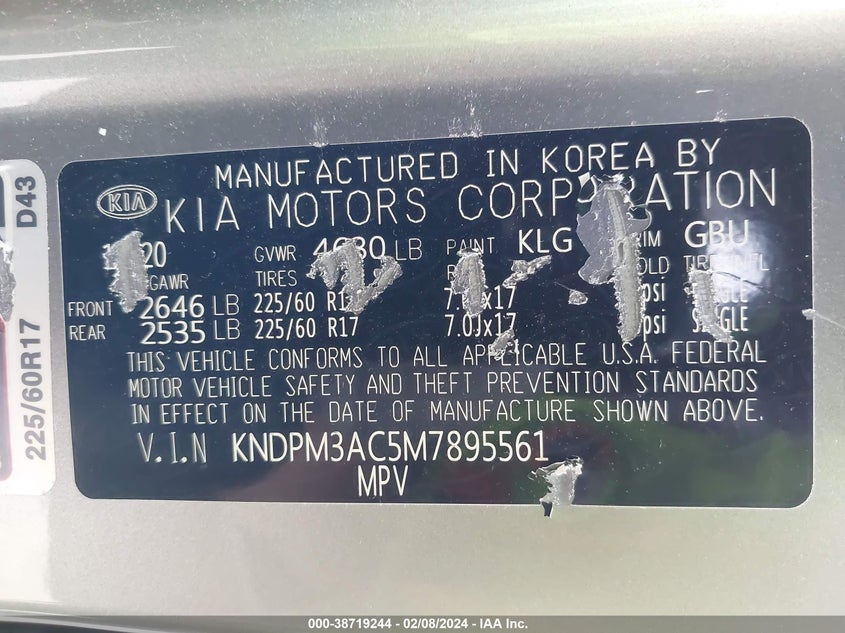 MANUFACTURED IN KOREA BY
KIA
KIA MOTORS CORPORATION
20 GVWR LB PAINT KLG GBU
GAWR TIRES
FRONT 2646 LB 225/60
REAR 2535 LB 225/60 R17 7.0Jx17 psi SINGLE
THIS VEHICLE CONFORMS TO ALL APPLICABLE U.S.A. FEDERAL
MOTOR VEHICLE SAFETY AND THEFT PREVENTION STANDARDS
IN EFFECT ON THE DATE OF MANUFACTURE SHOWN ABOVE.
V.I.N KNDPM3AC5M7895561
MPV
D43
225/60R17
000-38719244 — 02/08/2024 — IAA Inc.